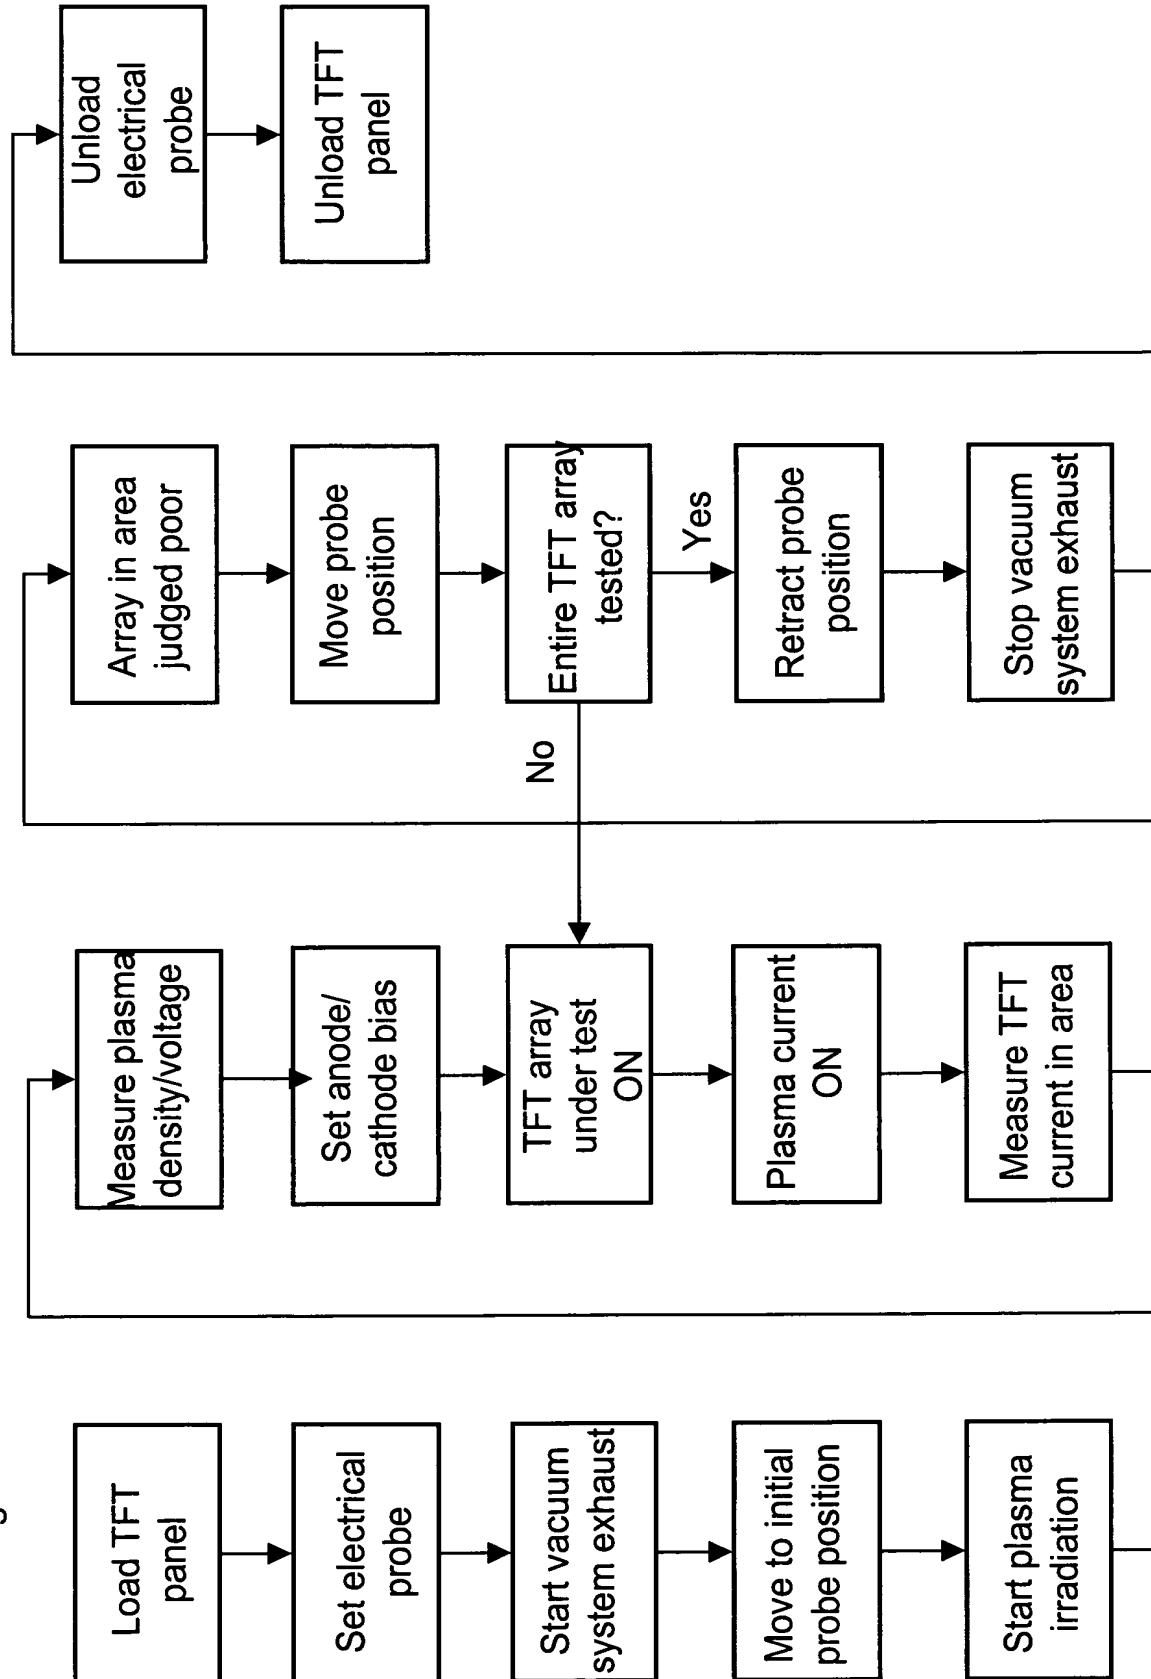 Load TFT
panel
Set electrical
probe
Start vacuum
system exhaust
Move to initial
probe position
Start plasma
irradiation
Measure plasma
density/voltage
Set anode/
cathode bias
TFT array
under test
ON
Plasma current
ON
Measure TFT
current in area
Array in area
judged poor
Move probe
position
Entire TFT array
tested?
No
Yes
Retract probe
position
Stop vacuum
system exhaust
Unload
electrical
probe
Unload TFT
panel